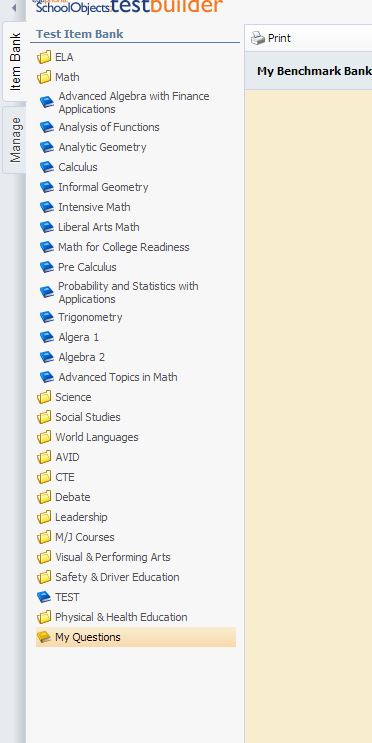 SchoolObjects:testbuilder
Item Bank
Manage
Test Item Bank
ELA
Math
Advanced Algebra with Finance
Applications
Analysis of Functions
Analytic Geometry
Calculus
Informal Geometry
Intensive Math
Liberal Arts Math
Math for College Readiness
Pre Calculus
Probability and Statistics with
Applications
Trigonometry
Algera 1
Algebra 2
Advanced Topics in Math
Science
Social Studies
World Languages
AVID
CTE
Debate
Leadership
M/J Courses
Visual & Performing Arts
Safety & Driver Education
TEST
Physical & Health Education
My Questions
Print
My Benchmark Bank